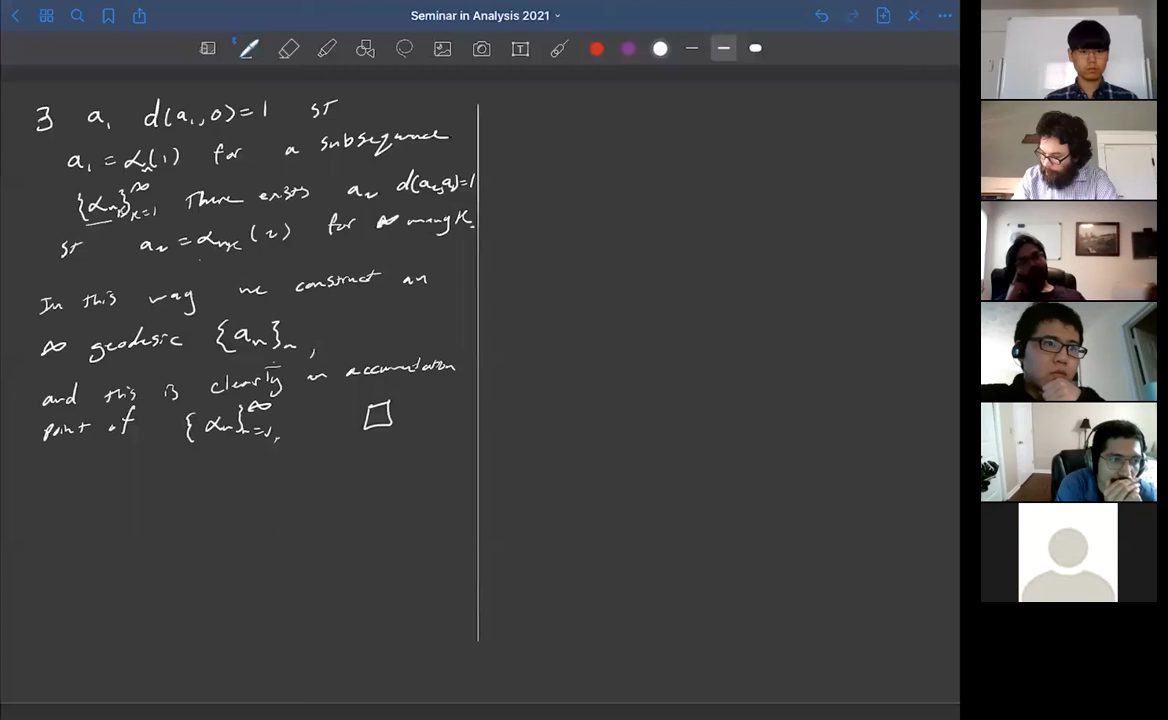 Seminar in Analysis 2021
∃ a₁ d(a₁, 0) = 1 ST
a₁ = α_n(1) for a subsequence
{α_nₖ}_{k=1}^∞ There exists a₂ d(a₂,a₁)=1
ST a₂ = α_nₖ(2) for ∞ many K.
In this way we construct an
∞ geodesic {a_n}_n,
and this is clearly an accumulation
point of {α_n}_{n=1}^∞, □